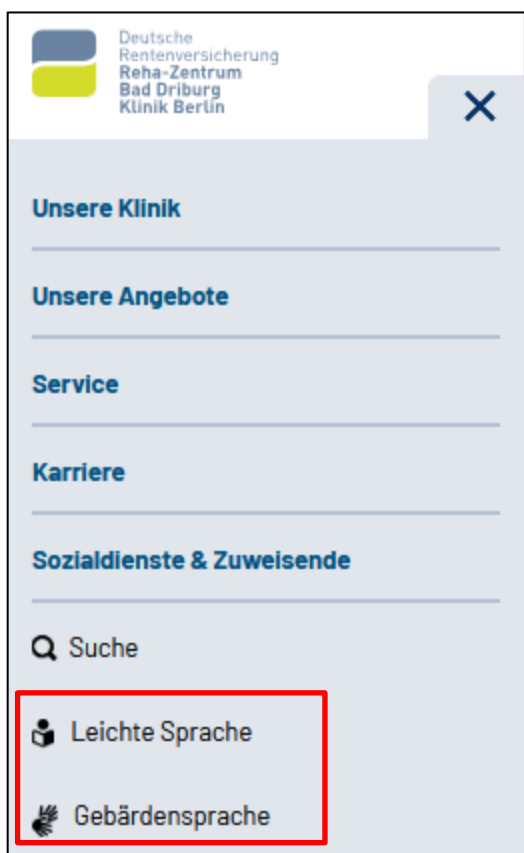 Deutsche
Rentenversicherung
Reha-Zentrum
Bad Driburg
Klinik Berlin
Unsere Klinik
Unsere Angebote
Service
Karriere
Sozialdienste & Zuweisende
Suche
Leichte Sprache
Gebärdensprache